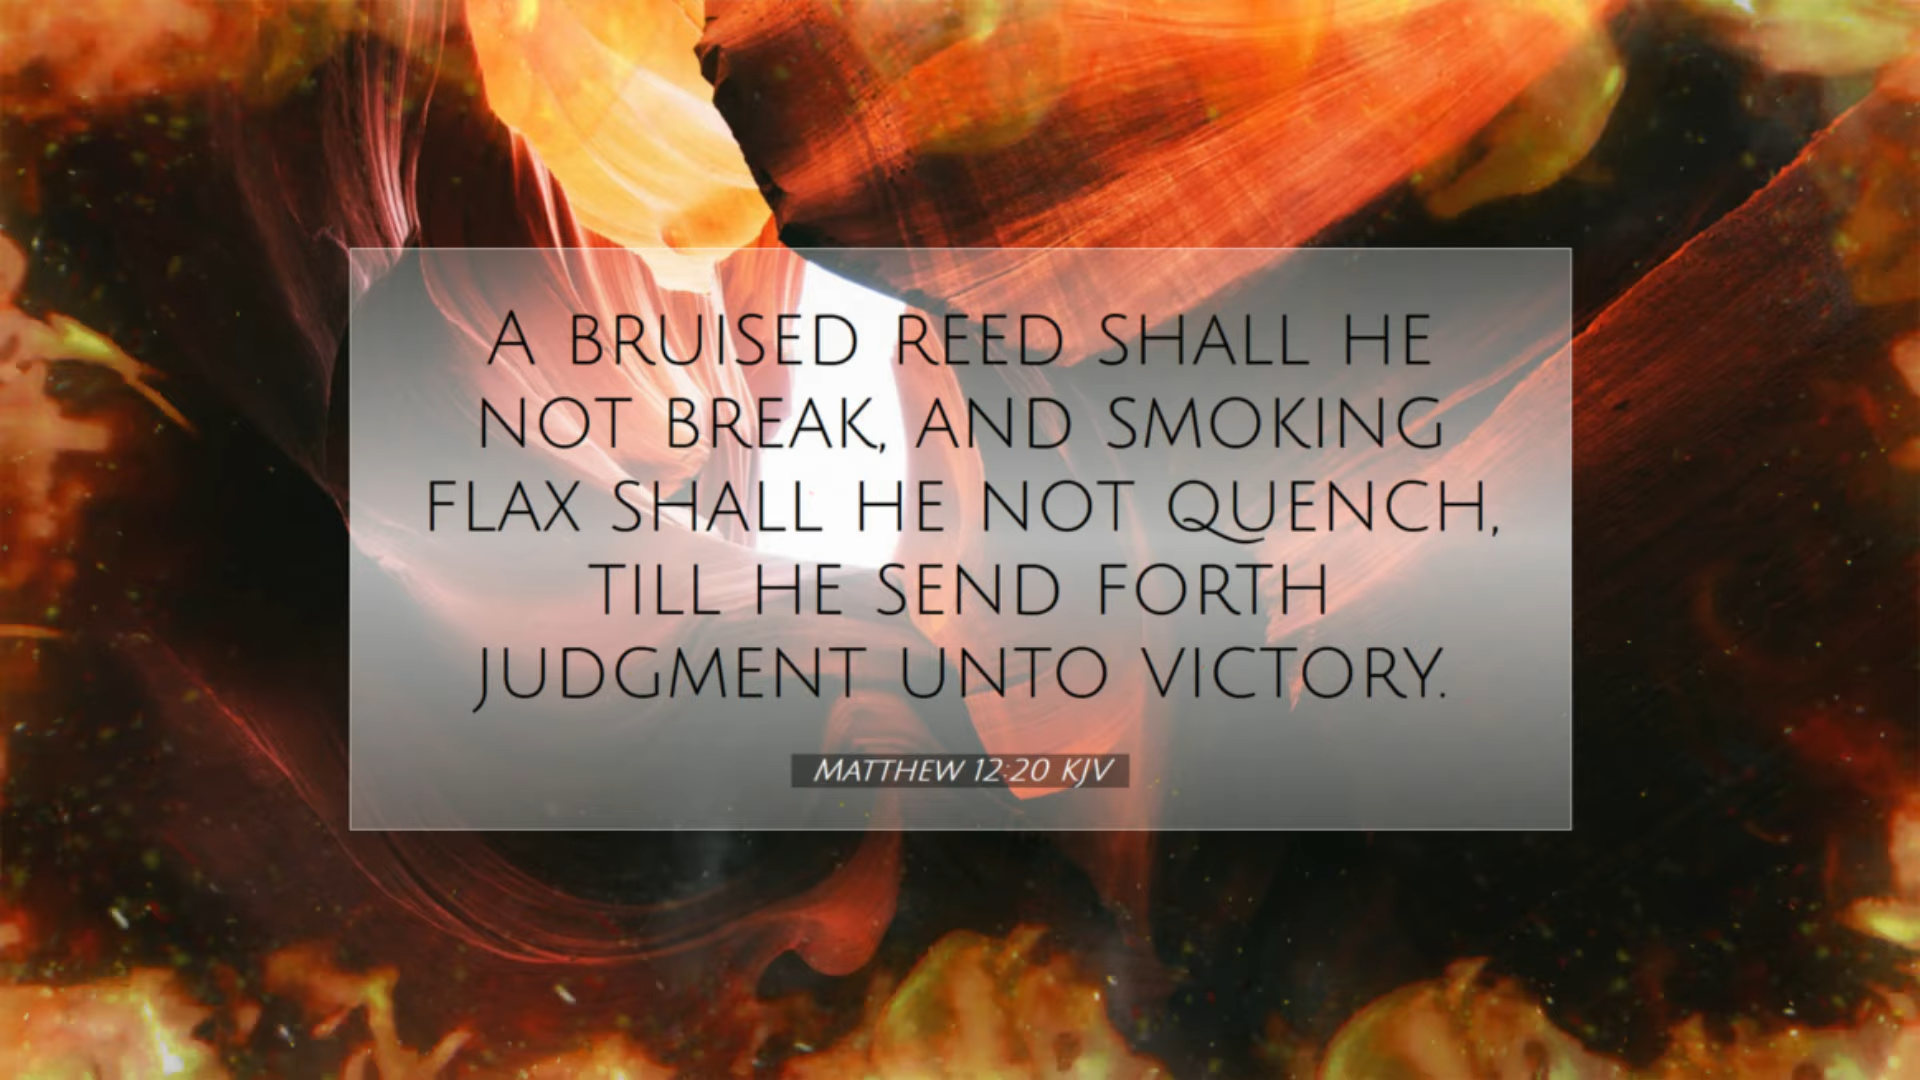 A BRUISED REED SHALL HE
NOT BREAK, AND SMOKING
FLAX SHALL HE NOT QUENCH,
TILL HE SEND FORTH
JUDGMENT UNTO VICTORY.
MATTHEW 12:20 KJV